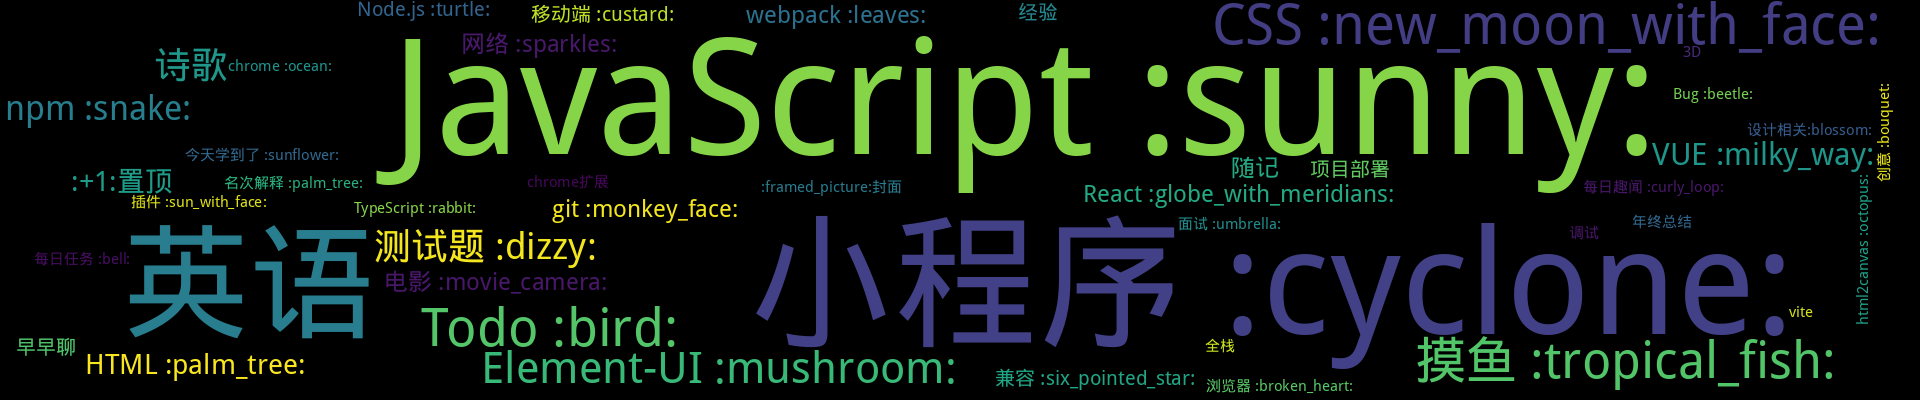 Node.js :turtle:
移动端 :custard:
webpack :leaves:
经验
CSS :new_moon_with_face:
网络 :sparkles:
3D
诗歌
chrome :ocean:
JavaScript :sunny:
Bug :beetle:
npm :snake:
创意 :bouquet:
设计相关:blossom:
今天学到了 :sunflower:
VUE :milky_way:
随记
项目部署
:+1:置顶
名次解释 :palm_tree:
chrome扩展
:framed_picture:封面
React :globe_with_meridians:
每日趣闻 :curly_loop:
插件 :sun_with_face:
TypeScript :rabbit:
git :monkey_face:
面试 :umbrella:
年终总结
调试
html2canvas :octopus:
测试题 :dizzy:
每日任务 :bell:
英语
小程序 :cyclone:
电影 :movie_camera:
vite
Todo :bird:
早早聊
全栈
HTML :palm_tree:
Element-UI :mushroom:
摸鱼 :tropical_fish:
兼容 :six_pointed_star:
浏览器 :broken_heart: